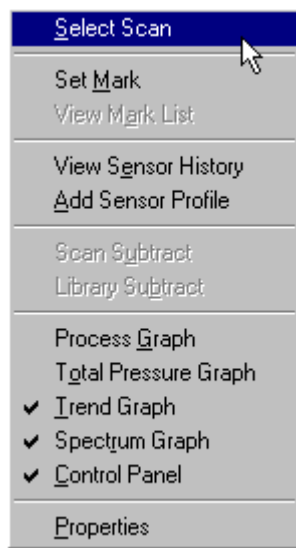 Select Scan
Set Mark
View Mark List
View Sensor History
Add Sensor Profile
Scan Subtract
Library Subtract
Process Graph
Total Pressure Graph
Trend Graph
Spectrum Graph
Control Panel
Properties